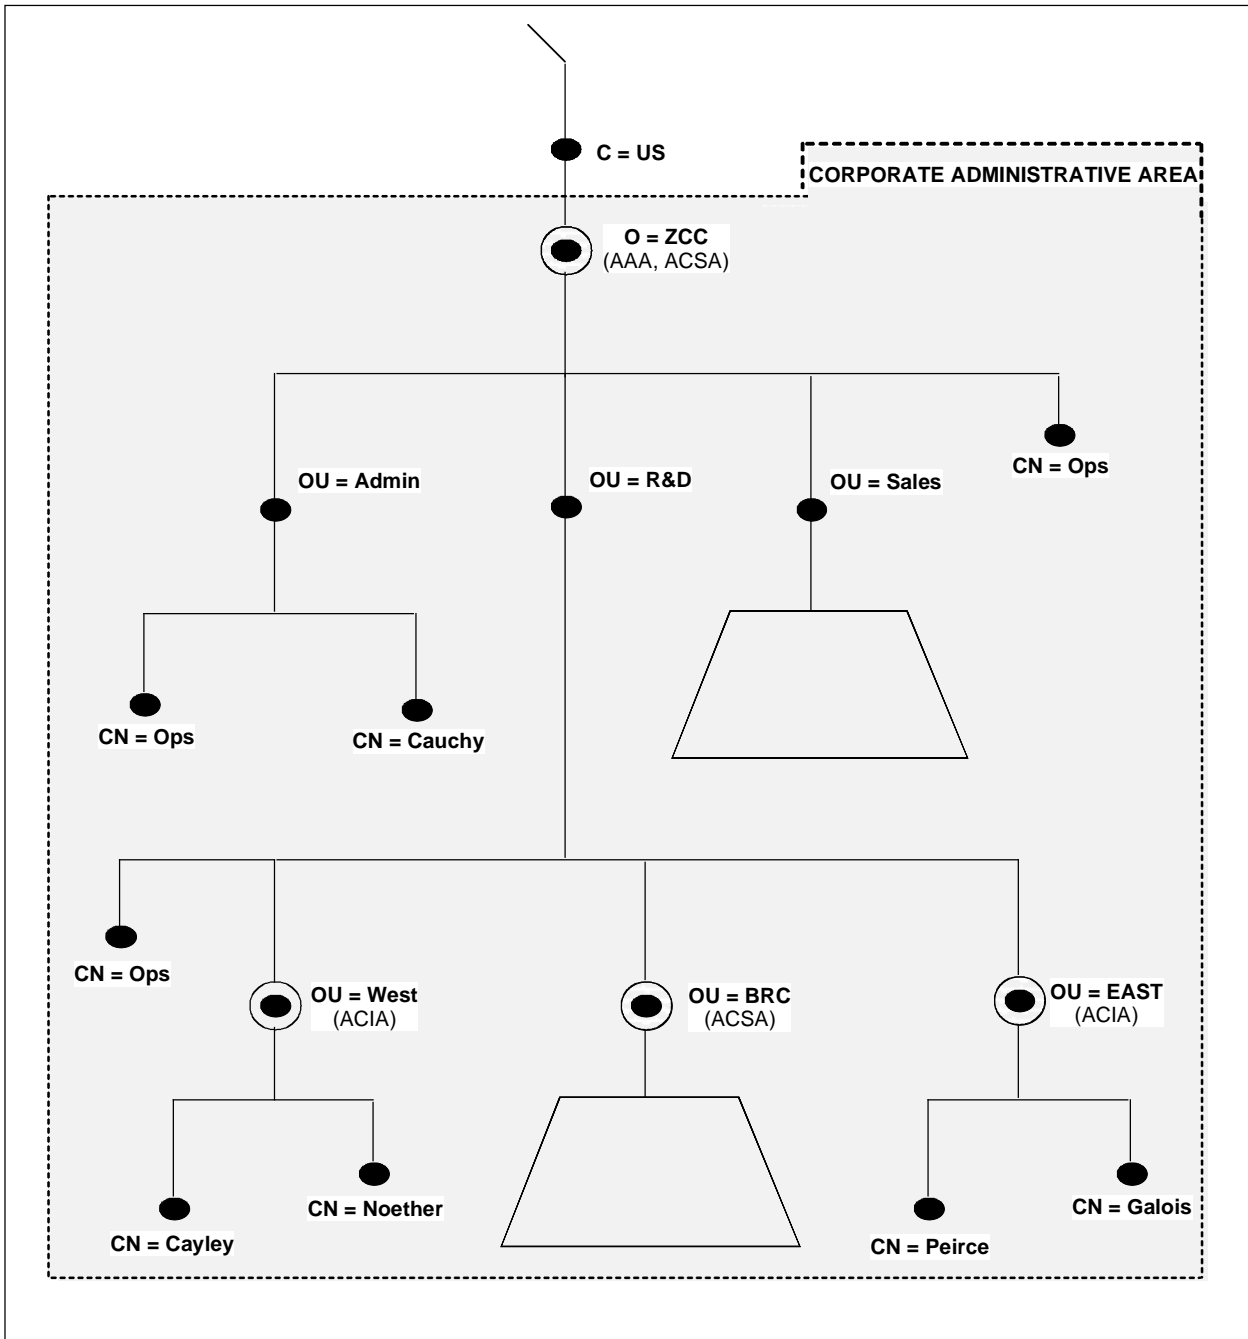 C = US
CORPORATE ADMINISTRATIVE AREA
O = ZCC
(AAA, ACSA)
CN = Ops
OU = Admin
OU = R&D
OU = Sales
CN = Ops
CN = Cauchy
CN = Ops
OU = West
(ACIA)
OU = BRC
(ACSA)
OU = EAST
(ACIA)
CN = Cayley
CN = Noether
CN = Peirce
CN = Galois